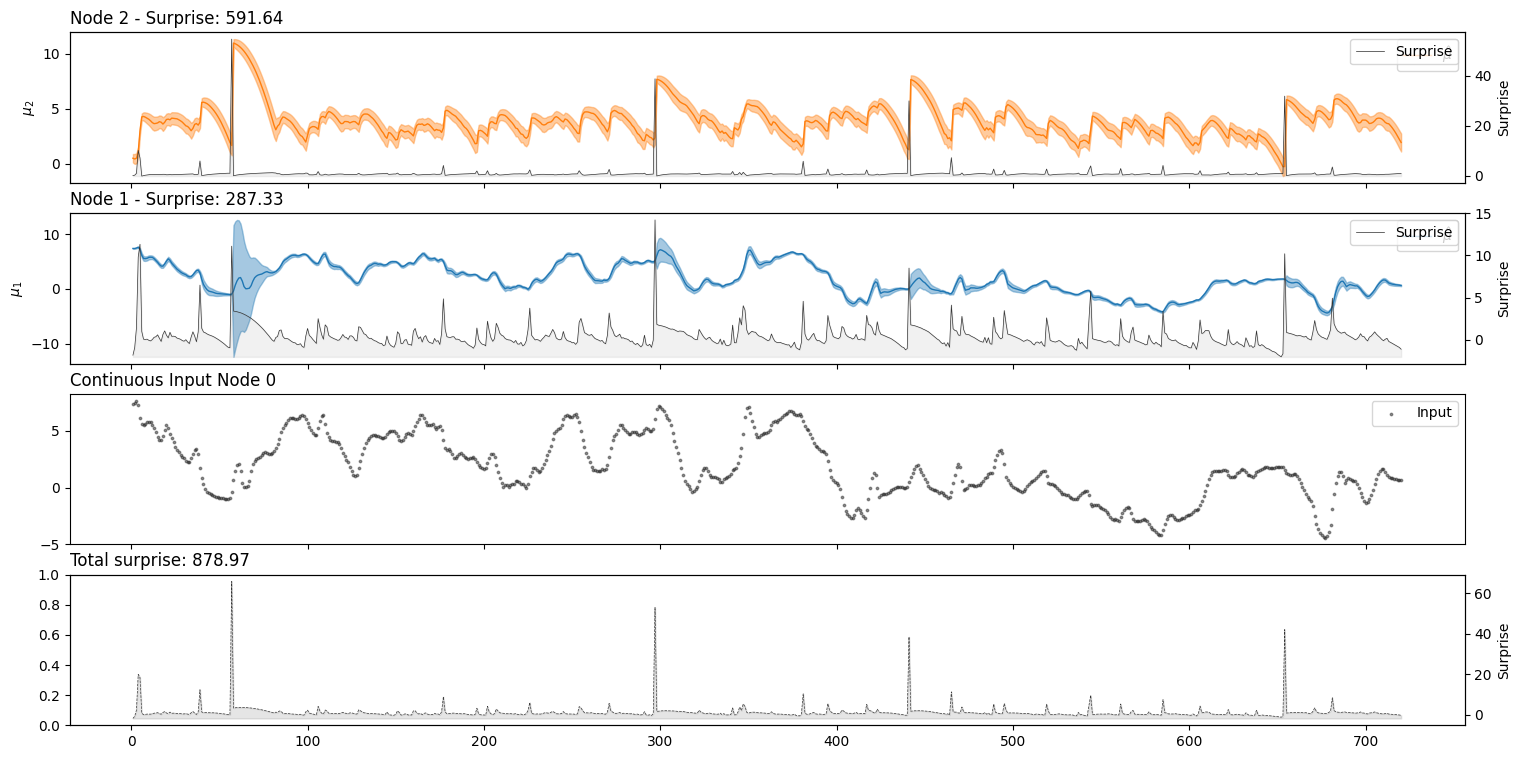 Node 2 - Surprise: 591.64
10
5
0
μ₂
Surprise
μ
40
20
0
Surprise
Node 1 - Surprise: 287.33
10
0
−10
μ₁
Surprise
μ
15
10
5
0
Surprise
Continuous Input Node 0
5
0
−5
Input
Total surprise: 878.97
1.0
0.8
0.6
0.4
0.2
0.0
60
40
20
0
Surprise
0 100 200 300 400 500 600 700